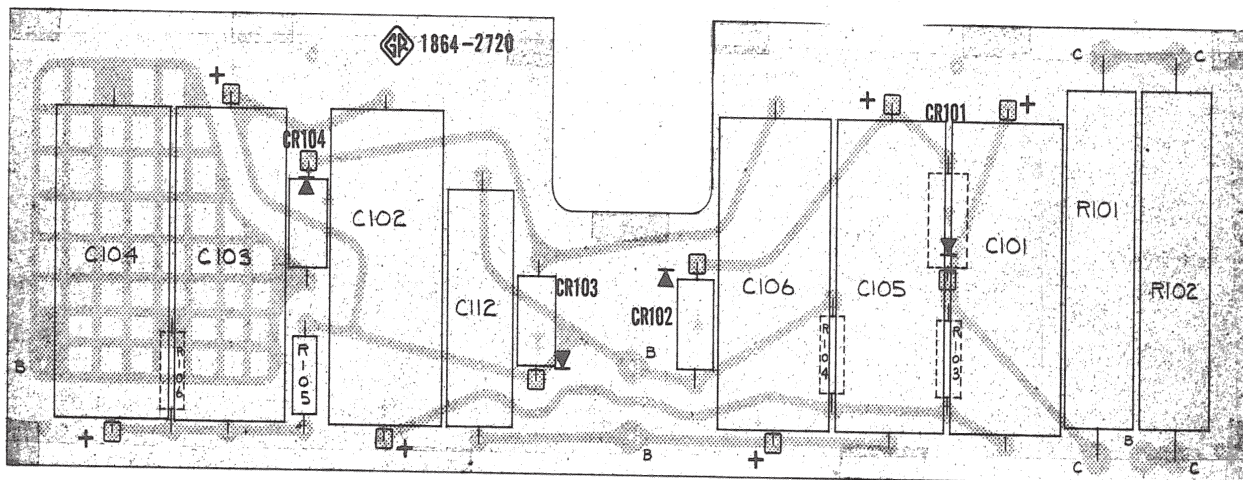 GR 1864-2720
C C
+ + CR101 +
CR104
C104 C103 C102 C112 CR103 CR102 C106 C105 C101 R101 R102
B R106 R105 B R104 R103
+ + B + C B C